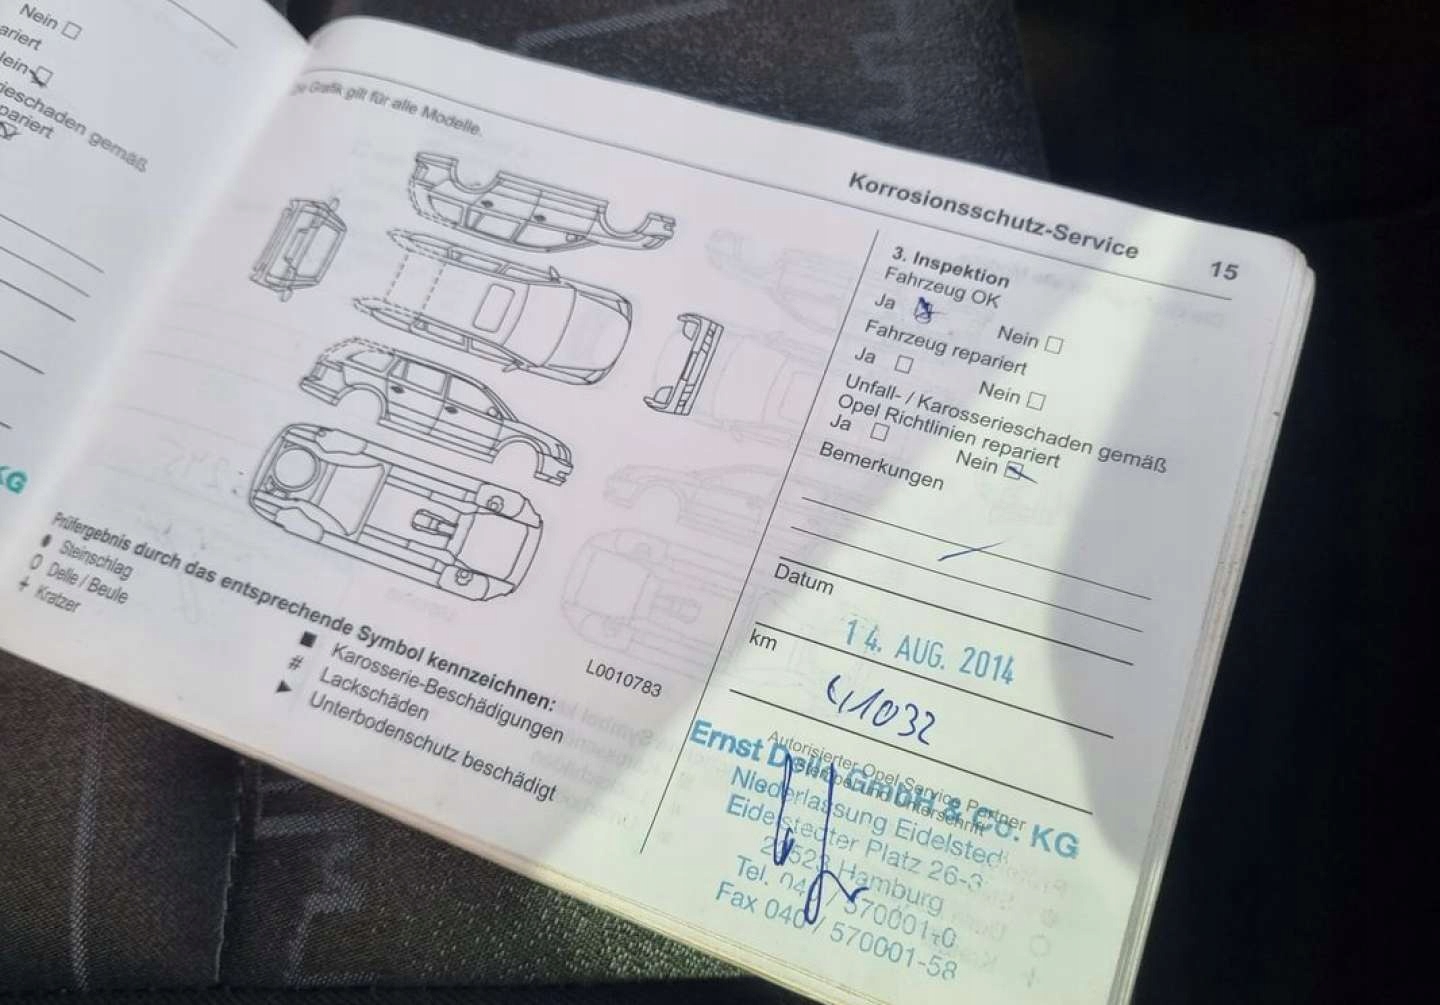 Nein
ariert
lein
ieschaden gemäß
pariert
KG
Grafik gilt für alle Modelle.
L0010783
Prüfergebnis durch das entsprechende Symbol kennzeichnen:
Steinschlag
O Delle / Beule
+ Kratzer
■ Karosserie-Beschädigungen
# Lackschäden
▶ Unterbodenschutz beschädigt
Korrosionsschutz-Service 15
3. Inspektion
Fahrzeug OK
Ja Nein
Fahrzeug repariert
Ja Nein
Unfall- / Karosserieschaden gemäß
Opel Richtlinien repariert
Ja Nein
Bemerkungen
Datum
14. AUG. 2014
km
41032
Autorisierter Opel Service Partner
Ernst Dello GmbH & Co. KG
Niederlassung Eidelstedt
Eidelstedter Platz 26-3
Hamburg
Tel. 040 / 570001-0
Fax 040 / 570001-58